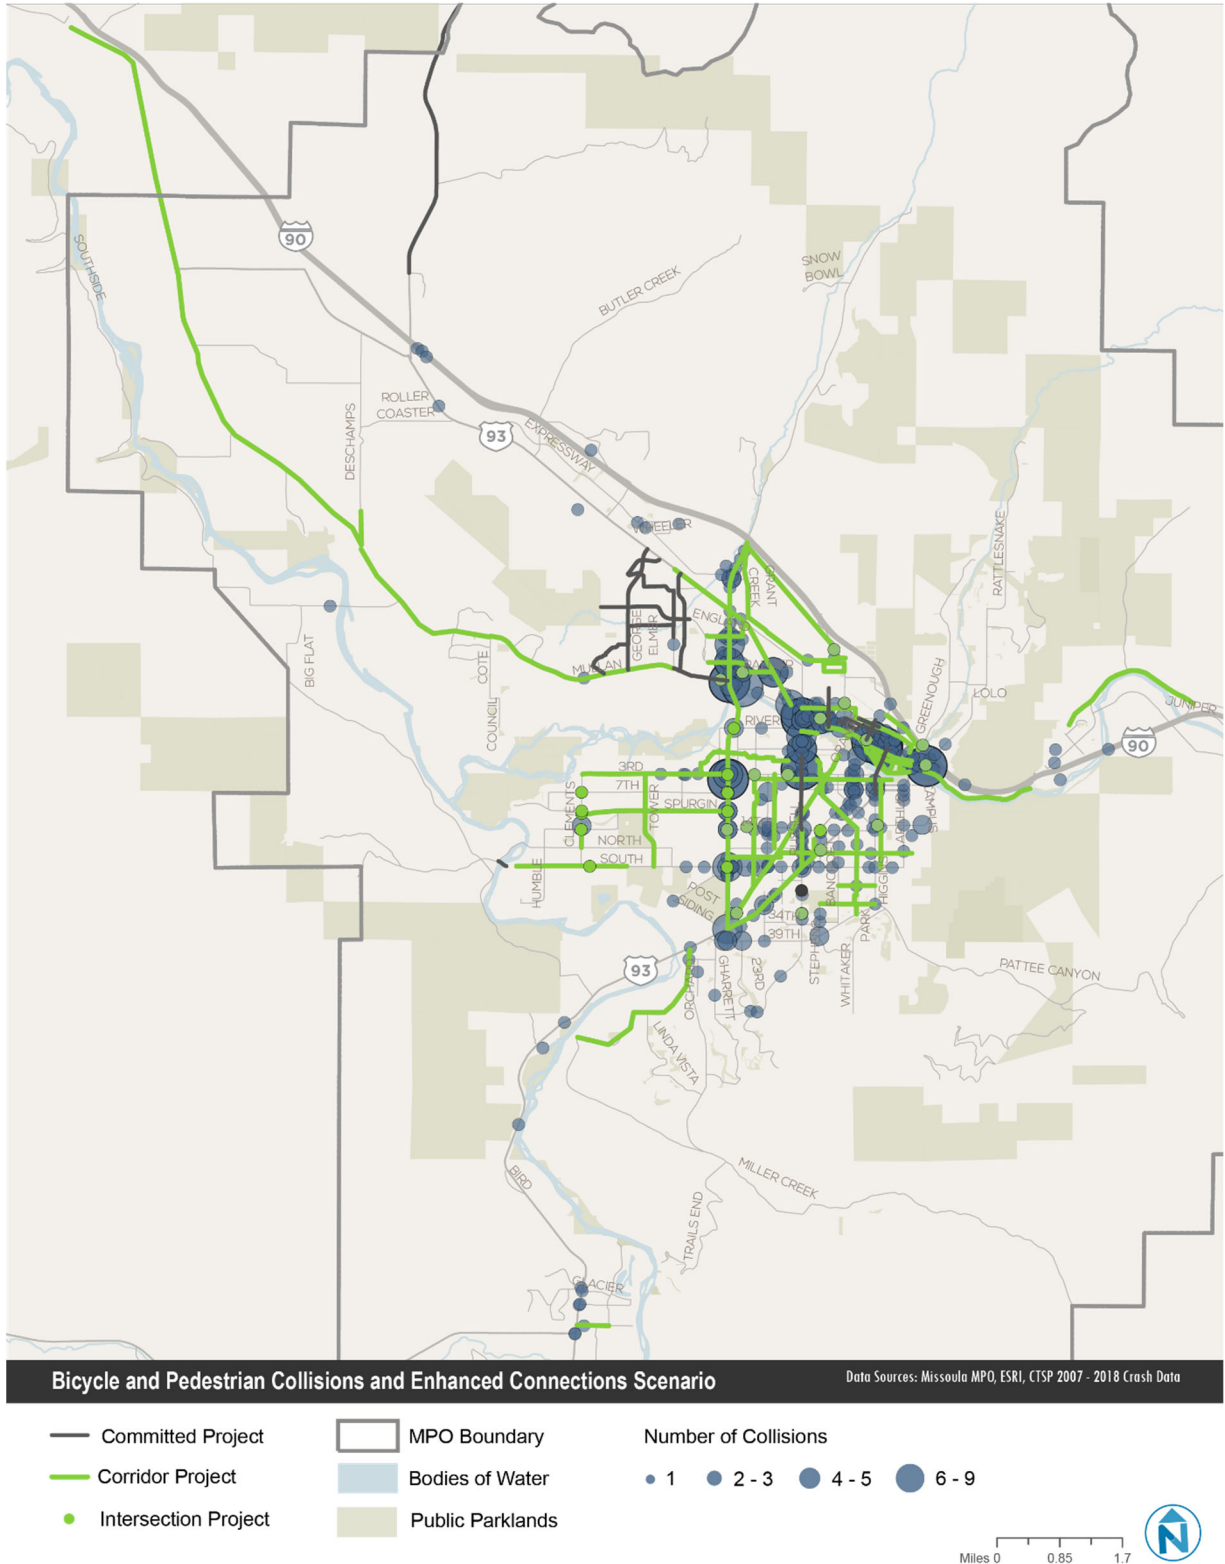 90
SOUTHSIDE
SNOW
BOWL
BUTLER CREEK
ROLLER
COASTER
DESCHAMPS
93
EXPRESSWAY
WHEELER
RATTLESNAKE
GRANT
CREEK
BIG FLAT
COTE
COUNCIL
GEORGE
ELMER
MULLAN
GREENOUGH
LOLO
JUNIPER
90
3RD
7TH
SPURGIN
CLEMENTS
TOWER
NORTH
SOUTH
HUMBLE
POST
SIDING
HIGGINS
34TH
39TH
PARK
93
ORCHARD
GHARRETT
23RD
WHITAKER
PATTEE CANYON
LINDA VISTA
MILLER CREEK
BIRD
TRAILS END
GLACIER
Bicycle and Pedestrian Collisions and Enhanced Connections Scenario
Data Sources: Missoula MPO, ESRI, CTSP 2007 - 2018 Crash Data
Committed Project
MPO Boundary
Number of Collisions
Corridor Project
Bodies of Water
1
2 - 3
4 - 5
6 - 9
Intersection Project
Public Parklands
N
Miles 0
0.85
1.7